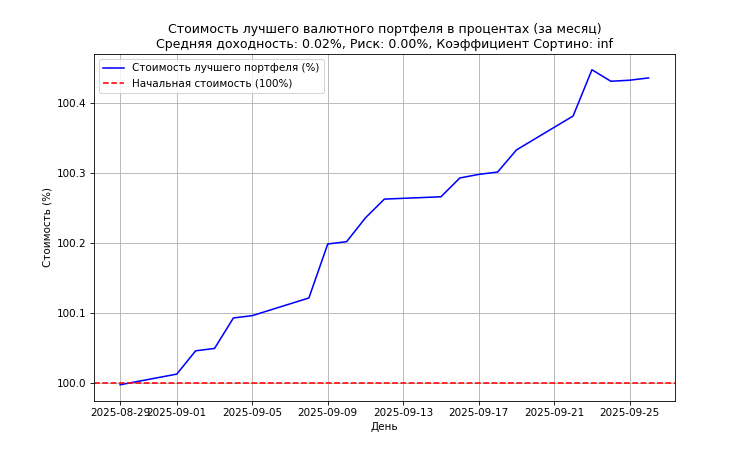 Стоимость лучшего валютного портфеля в процентах (за месяц)
Средняя доходность: 0.02%, Риск: 0.00%, Коэффициент Сортино: inf
Стоимость лучшего портфеля (%)
Начальная стоимость (100%)
Стоимость (%)
100.4
100.3
100.2
100.1
100.0
2025-08-29 2025-09-01 2025-09-05 2025-09-09 2025-09-13 2025-09-17 2025-09-21 2025-09-25
День